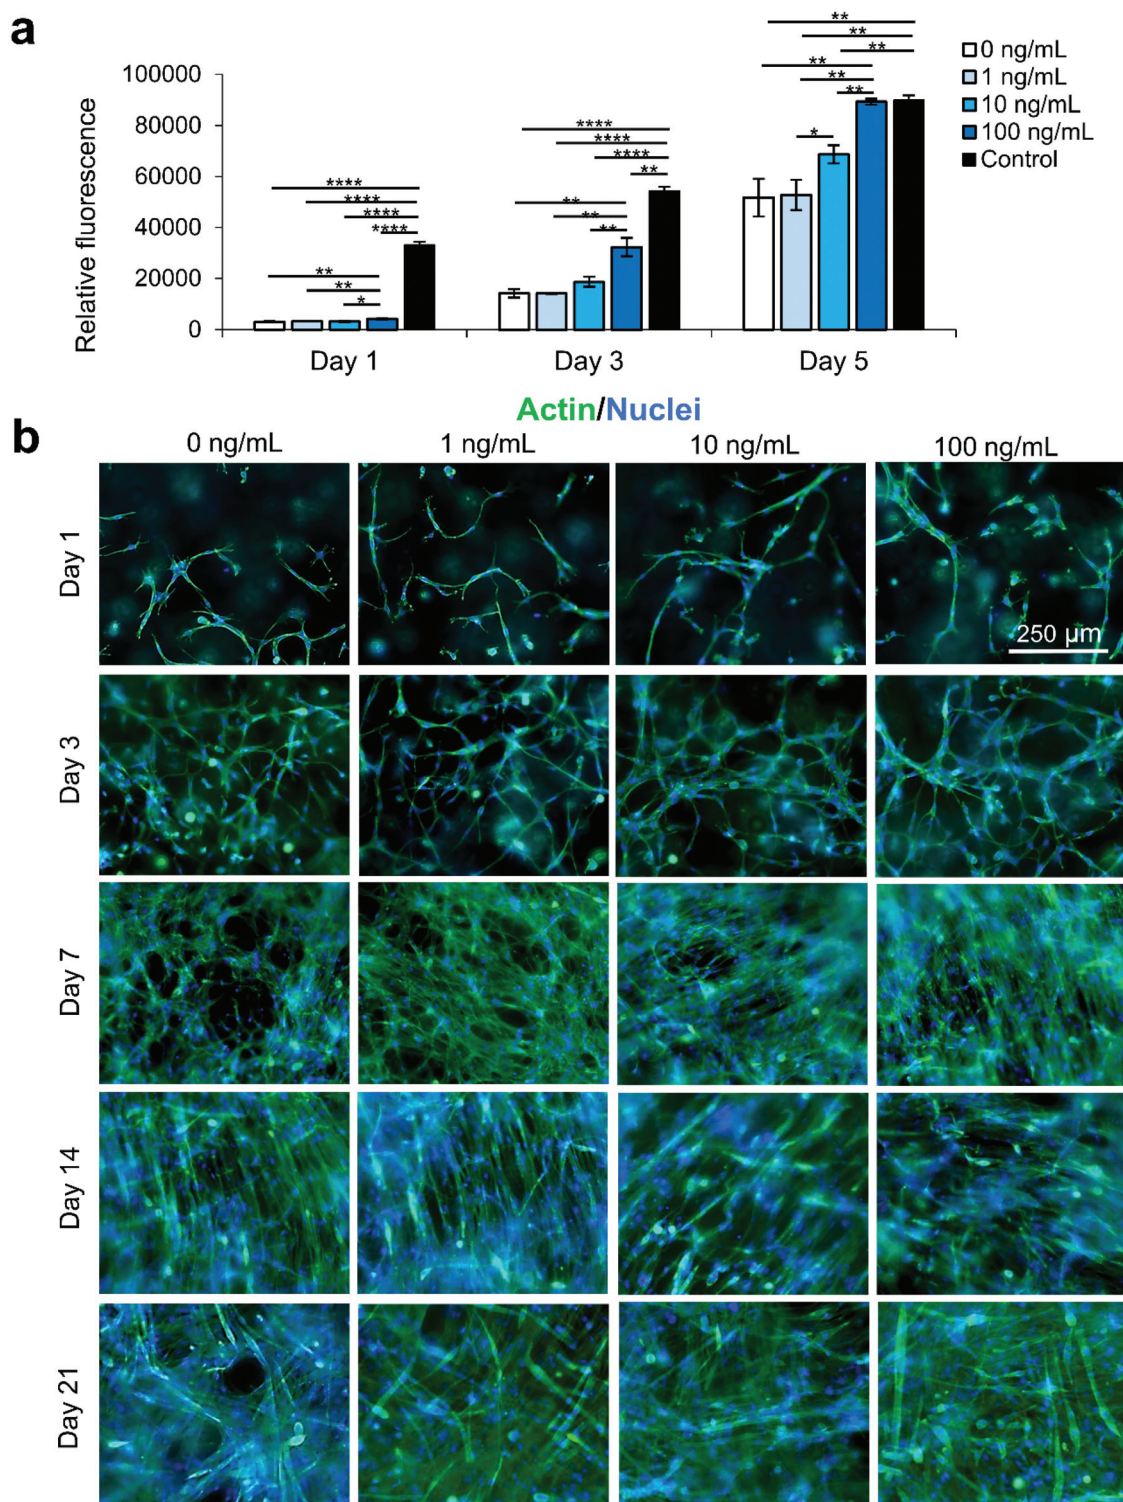 a
** 
**
**
**
**
**
*
0 ng/mL
1 ng/mL
10 ng/mL
100 ng/mL
Control
Relative fluorescence
100000
80000
60000
40000
20000
0
****
****
****
****
**
**
*
****
****
****
**
**
**
**
Day 1
Day 3
Day 5
Actin/Nuclei
b
0 ng/mL
1 ng/mL
10 ng/mL
100 ng/mL
Day 1
250 µm
Day 3
Day 7
Day 14
Day 21